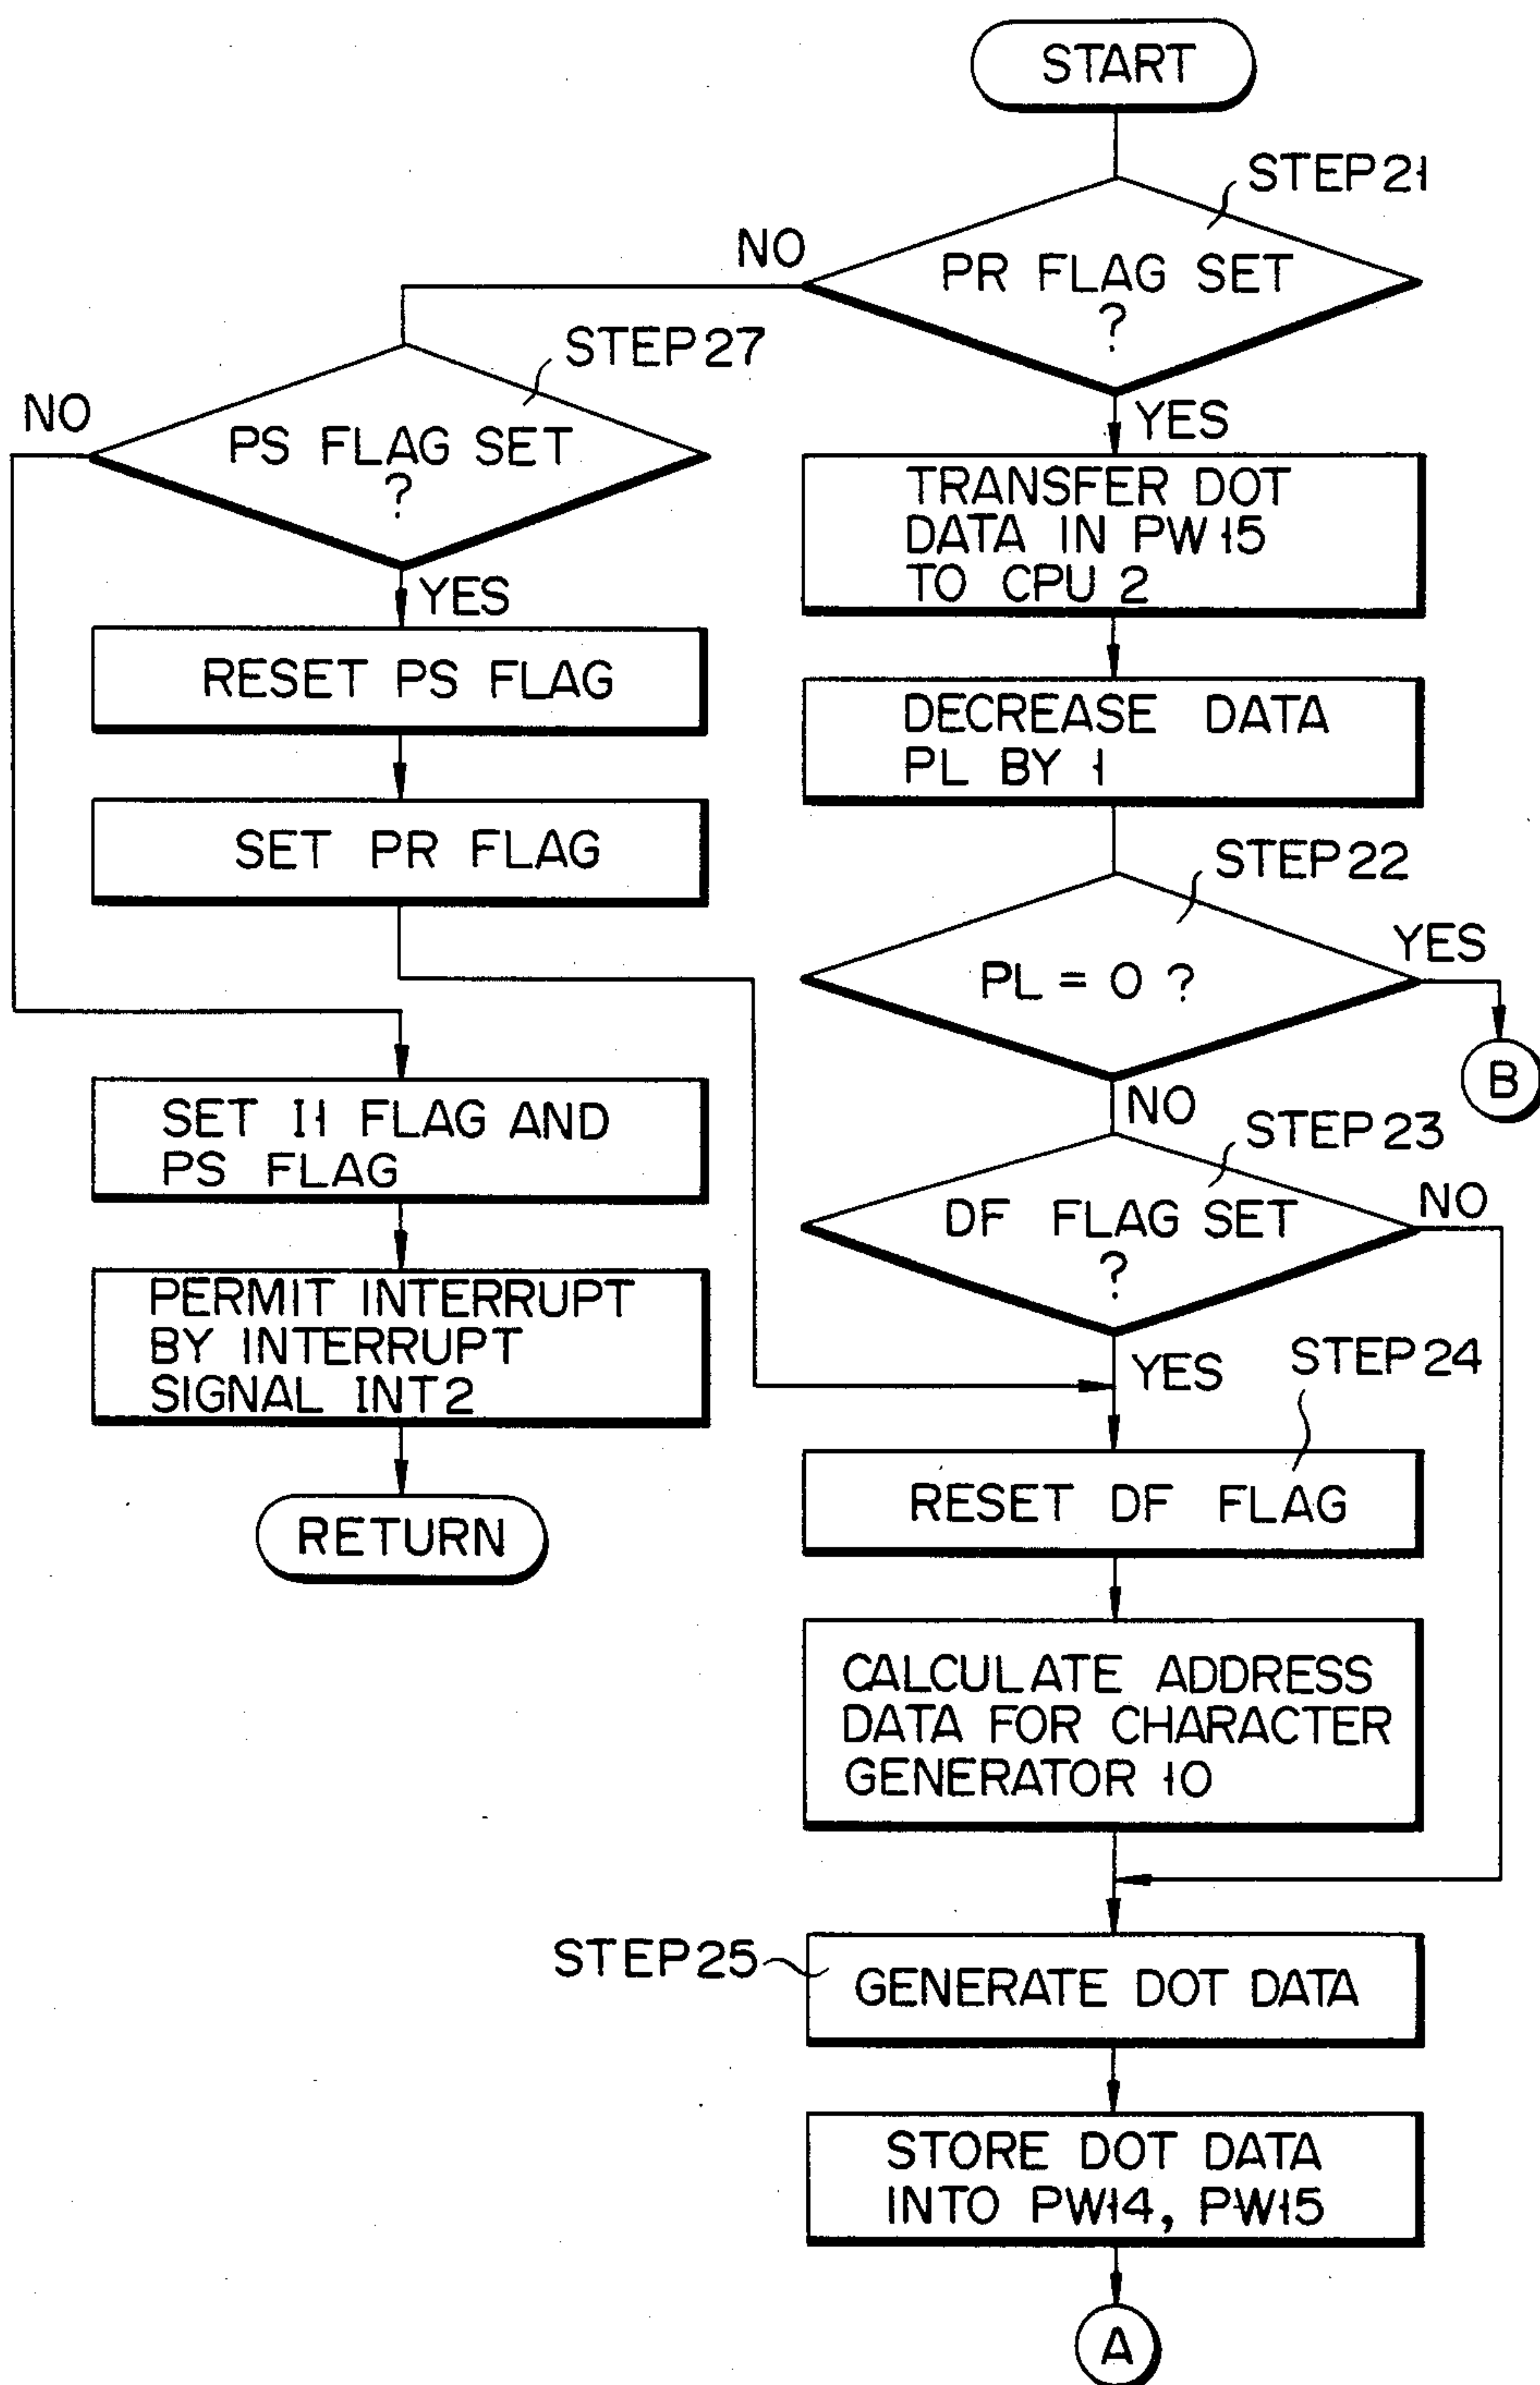 START
STEP21
NO
PR FLAG SET
?
STEP27
YES
NO
PS FLAG SET
?
TRANSFER DOT
DATA IN PW15
TO CPU 2
YES
RESET PS FLAG
DECREASE DATA
PL BY 1
SET PR FLAG
STEP22
YES
PL = 0 ?
B
NO
SET I1 FLAG AND
PS FLAG
STEP23
NO
DF FLAG SET
?
PERMIT INTERRUPT
BY INTERRUPT
SIGNAL INT2
YES
STEP24
RESET DF FLAG
RETURN
CALCULATE ADDRESS
DATA FOR CHARACTER
GENERATOR 10
STEP25
GENERATE DOT DATA
STORE DOT DATA
INTO PW14, PW15
A